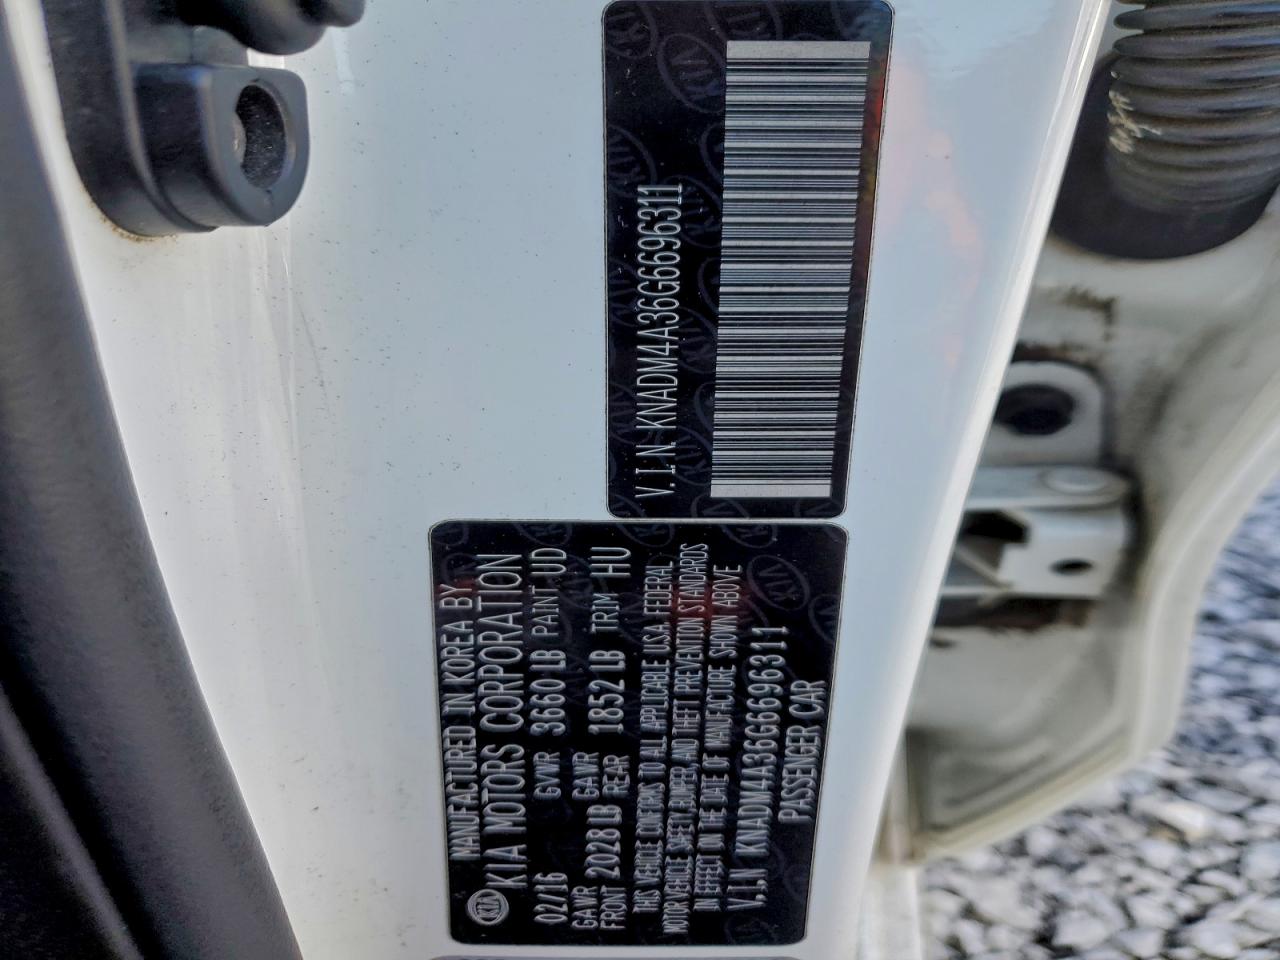 V.I.N. KNADM4A36G6696311
MANUFACTURED IN KOREA BY
KIA KIA MOTORS CORPORATION
02/16 GVWR 3660 LB PAINT UD
GAWR FRONT 2028 LB GAWR REAR 1852 LB TRIM HU
THIS VEHICLE CONFORMS TO ALL APPLICABLE U.S.A. FEDERAL
MOTOR VEHICLE SAFETY, BUMPER, AND THEFT PREVENTION STANDARDS
IN EFFECT ON THE DATE OF MANUFACTURE SHOWN ABOVE
V.I.N KNADM4A36G6696311
PASSENGER CAR